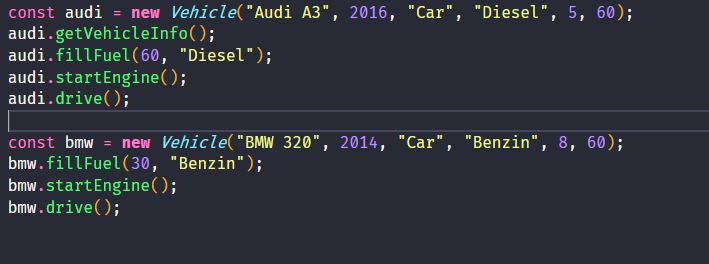 const audi = new Vehicle("Audi A3", 2016, "Car", "Diesel", 5, 60);
audi.getVehicleInfo();
audi.fillFuel(60, "Diesel");
audi.startEngine();
audi.drive();
const bmw = new Vehicle("BMW 320", 2014, "Car", "Benzin", 8, 60);
bmw.fillFuel(30, "Benzin");
bmw.startEngine();
bmw.drive();